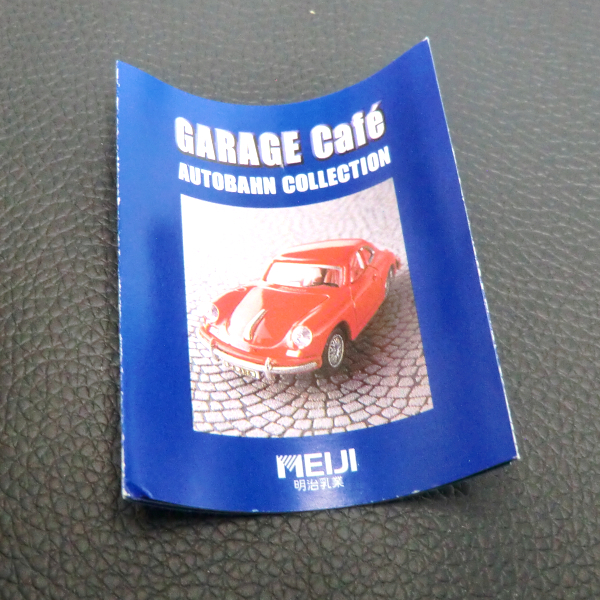 GARAGE Café
AUTOBAHN COLLECTION
MEIJI
明治乳業